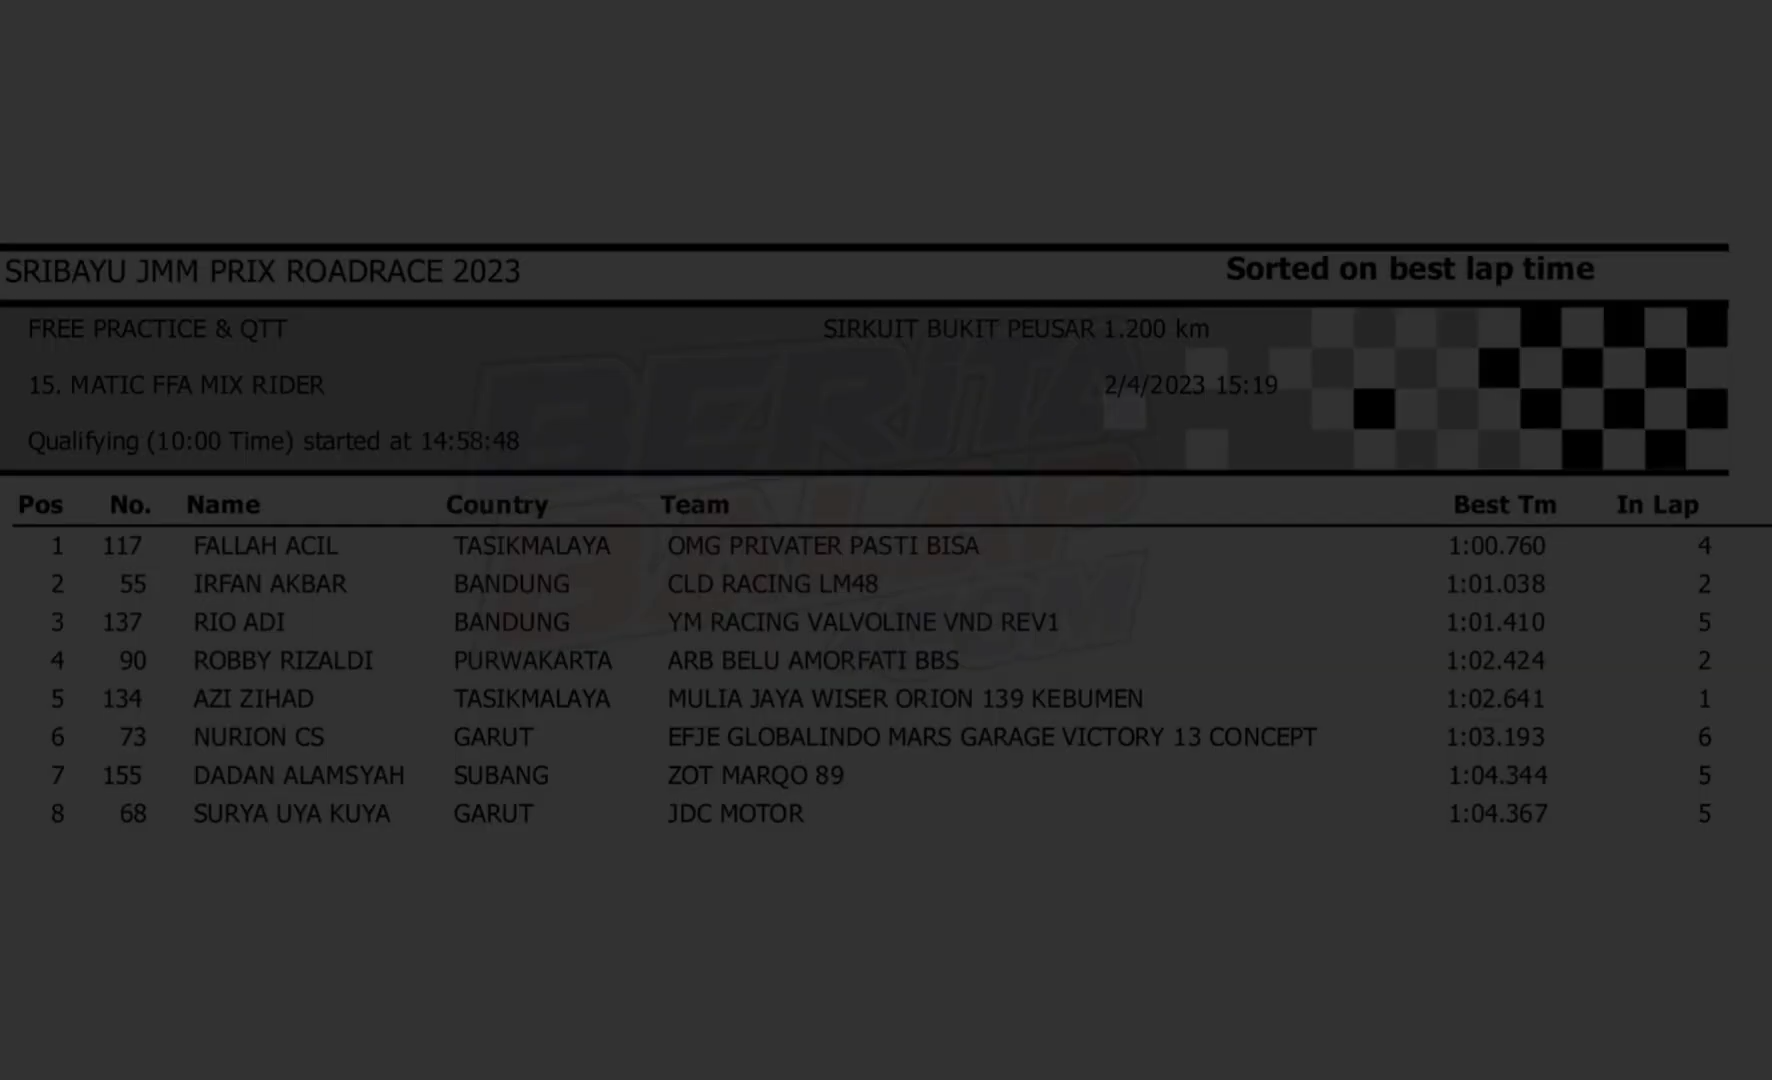 SRIBAYU JMM PRIX ROADRACE 2023 Sorted on best lap time
FREE PRACTICE & QTT SIRKUIT BUKIT PEUSAR 1.200 km
15. MATIC FFA MIX RIDER 2/4/2023 15:19
Qualifying (10:00 Time) started at 14:58:48
BERITA
BALAP
.COM
Pos No. Name Country Team Best Tm In Lap
1 117 FALLAH ACIL TASIKMALAYA OMG PRIVATER PASTI BISA 1:00.760 4
2 55 IRFAN AKBAR BANDUNG CLD RACING LM48 1:01.038 2
3 137 RIO ADI BANDUNG YM RACING VALVOLINE VND REV1 1:01.410 5
4 90 ROBBY RIZALDI PURWAKARTA ARB BELU AMORFATI BBS 1:02.424 2
5 134 AZI ZIHAD TASIKMALAYA MULIA JAYA WISER ORION 139 KEBUMEN 1:02.641 1
6 73 NURION CS GARUT EFJE GLOBALINDO MARS GARAGE VICTORY 13 CONCEPT 1:03.193 6
7 155 DADAN ALAMSYAH SUBANG ZOT MARQO 89 1:04.344 5
8 68 SURYA UYA KUYA GARUT JDC MOTOR 1:04.367 5